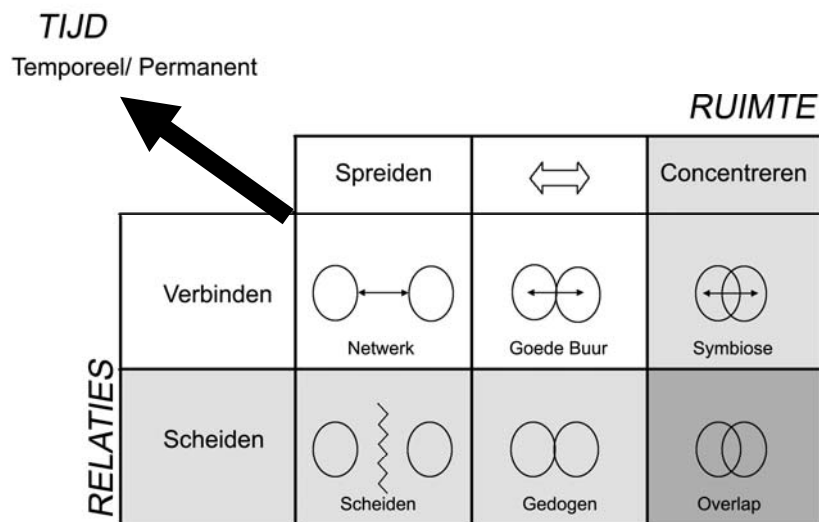 TIJD
Temporeel/ Permanent
RUIMTE
Spreiden
Concentreren
RELATIES
Verbinden
Netwerk
Goede Buur
Symbiose
Scheiden
Scheiden
Gedogen
Overlap